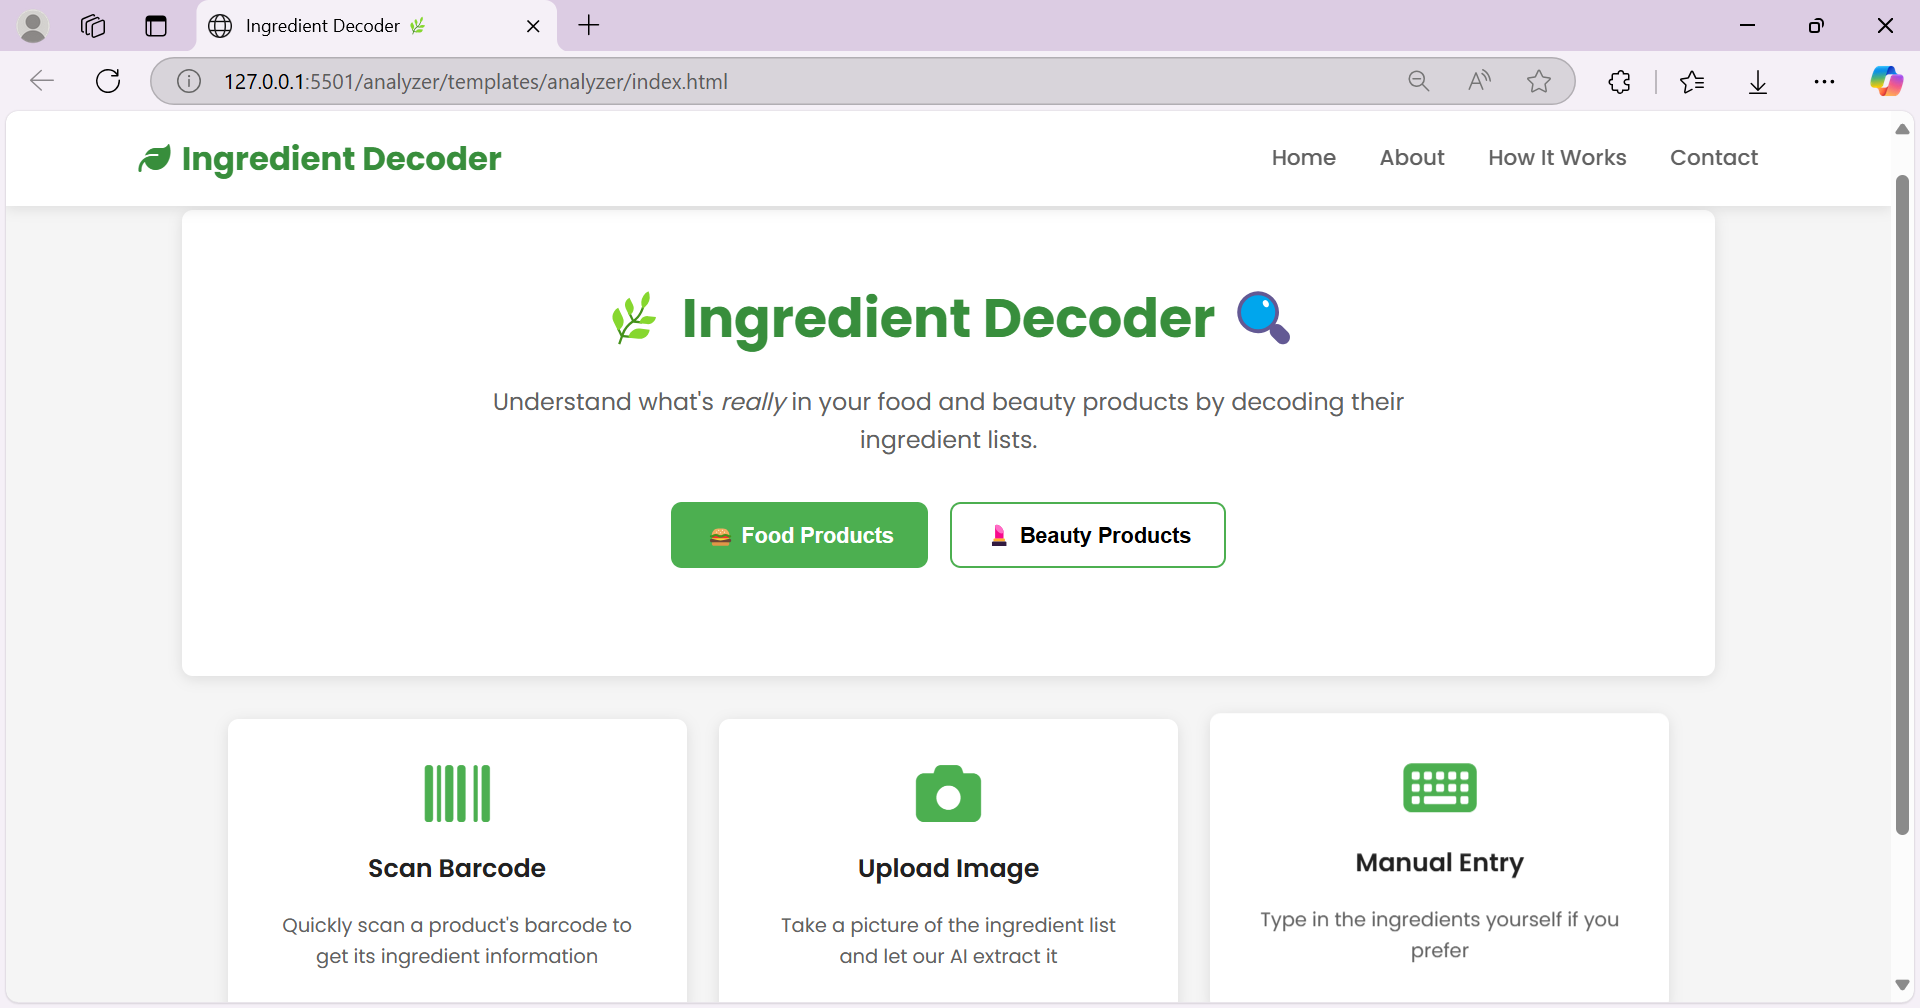 Ingredient Decoder 🌿
127.0.0.1:5501/analyzer/templates/analyzer/index.html
Ingredient Decoder
Home About How It Works Contact
🌿 Ingredient Decoder 🔍
Understand what's really in your food and beauty products by decoding their
ingredient lists.
🍔 Food Products
💄 Beauty Products
Scan Barcode
Quickly scan a product's barcode to
get its ingredient information
Upload Image
Take a picture of the ingredient list
and let our AI extract it
Manual Entry
Type in the ingredients yourself if you
prefer